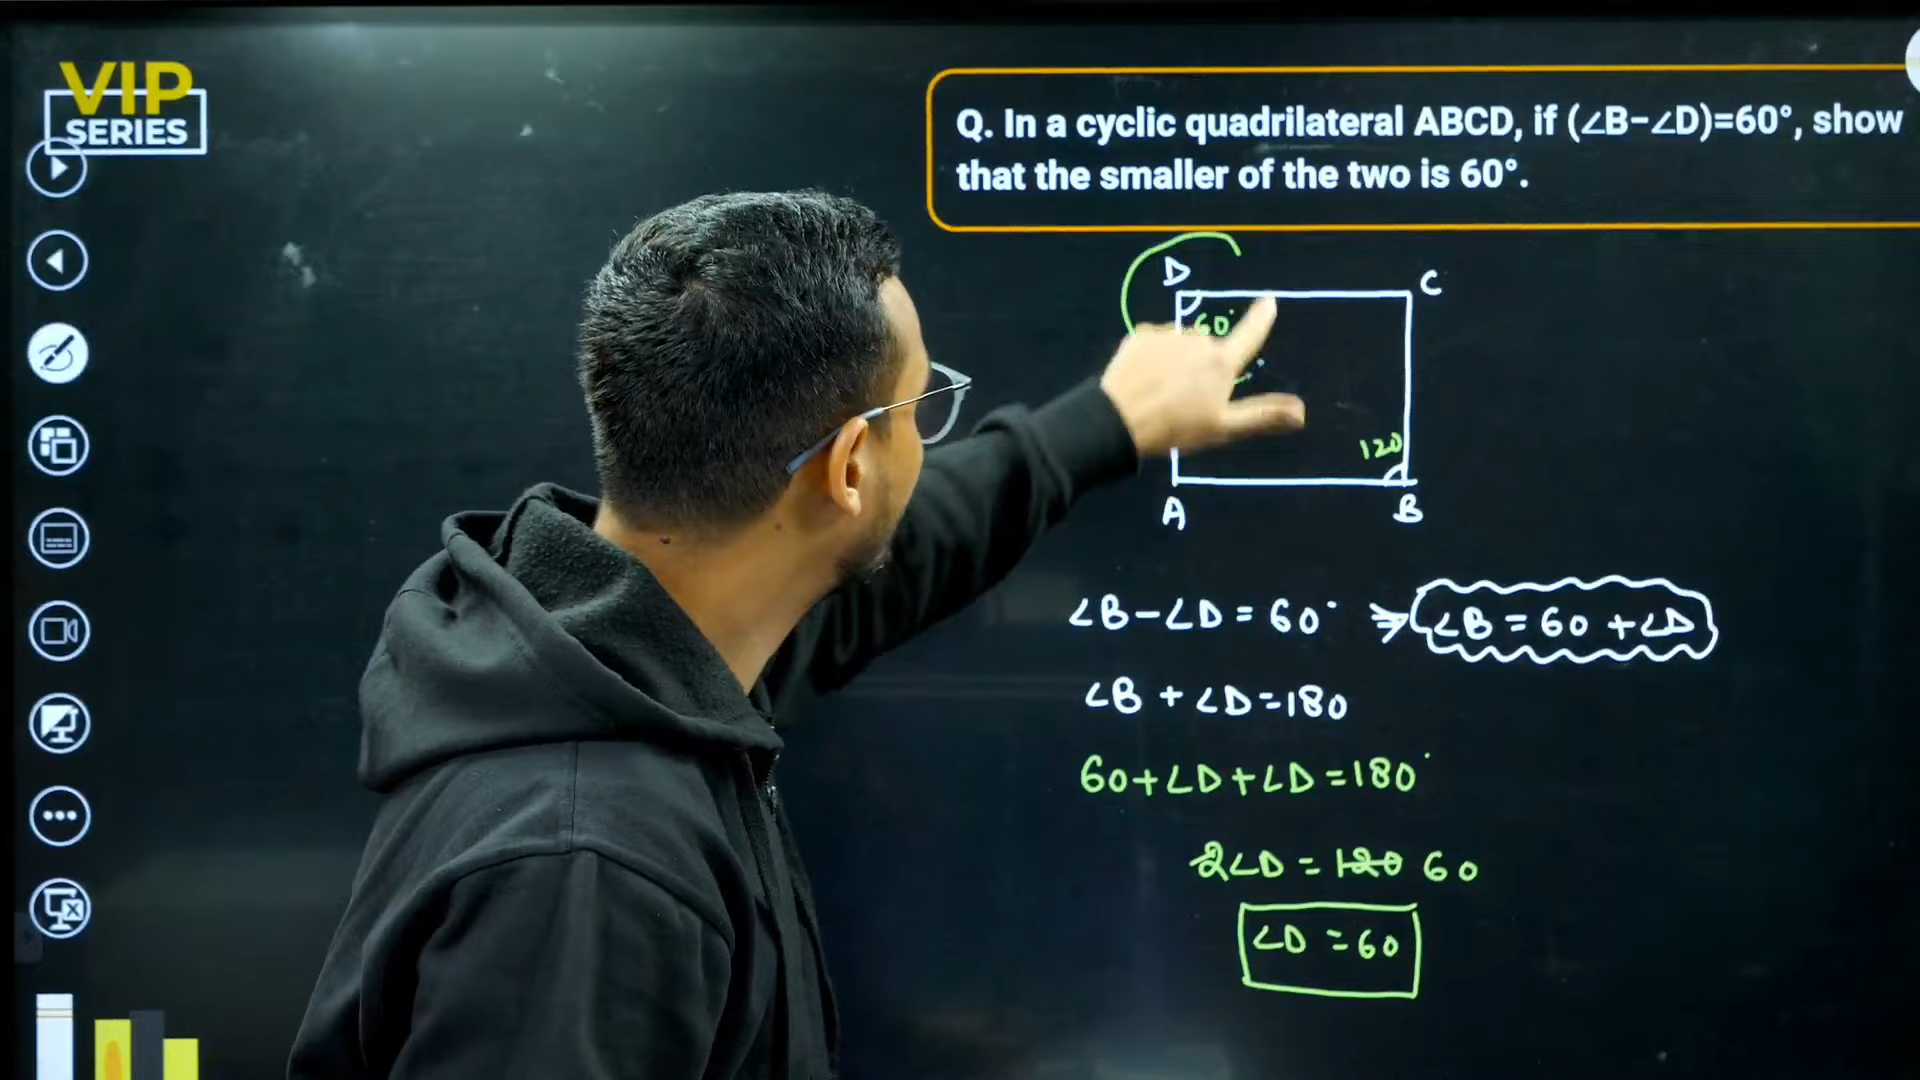 VIP
SERIES
Q. In a cyclic quadrilateral ABCD, if (∠B-∠D)=60°, show
that the smaller of the two is 60°.
D C
60°
120
A B
∠B-∠D = 60° ⇒ ∠B = 60 + ∠D
∠B + ∠D = 180
60+∠D+∠D = 180°
2∠D = 120 60
∠D = 60